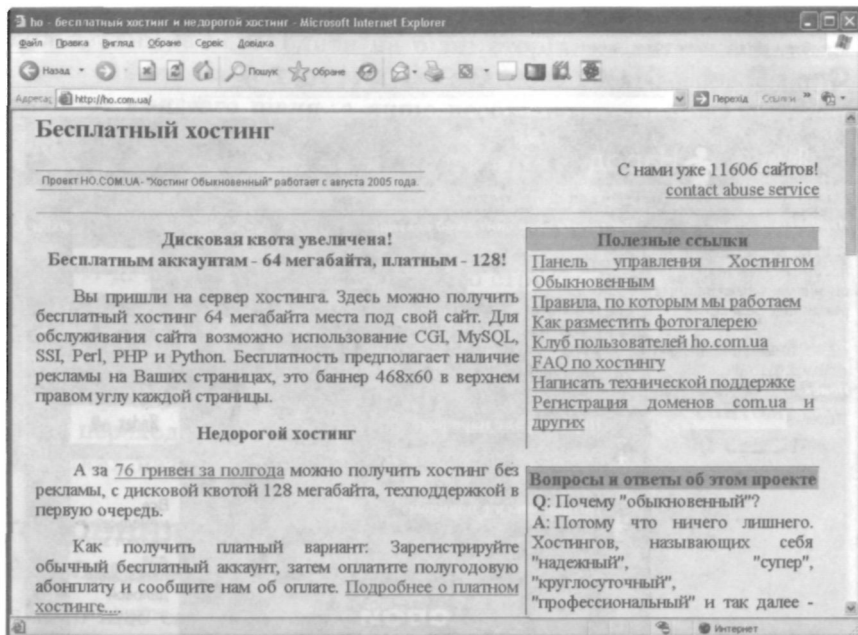 ho - бесплатный хостинг и недорогой хостинг - Microsoft Internet Explorer
Файл Правка Вигляд Обране Сервіс Довідка
Назад Пошук Обране
Адреса: http://ho.com.ua/ Перехід »
Бесплатный хостинг
Проект HO.COM.UA- "Хостинг Обыкновенный" работает с августа 2005 года.
С нами уже 11606 сайтов!
contact abuse service
Дисковая квота увеличена!
Бесплатным аккаунтам - 64 мегабайта, платным - 128!
Вы пришли на сервер хостинга. Здесь можно получить
бесплатный хостинг 64 мегабайта места под свой сайт. Для
обслуживания сайта возможно использование CGI, MySQL,
SSI, Perl, PHP и Python. Бесплатность предполагает наличие
рекламы на Ваших страницах, это баннер 468x60 в верхнем
правом углу каждой страницы.
Недорогой хостинг
А за 76 гривен за полгода можно получить хостинг без
рекламы, с дисковой квотой 128 мегабайта, техподдержкой в
первую очередь.
Как получить платный вариант: Зарегистрируйте
обычный бесплатный аккаунт, затем оплатите полугодовую
абонплату и сообщите нам об оплате. Подробнее о платном
хостинге....
Полезные ссылки
Панель управления Хостингом
Обыкновенным
Правила, по которым мы работаем
Как разместить фотогалерею
Клуб пользователей ho.com.ua
FAQ по хостингу
Написать технической поддержке
Регистрация доменов com.ua и
других
Вопросы и ответы об этом проекте
Q: Почему "обыкновенный"?
A: Потому что ничего лишнего.
Хостингов, называющих себя
"надежный", "супер",
"круглосуточный",
"профессиональный" и так далее -
Интернет